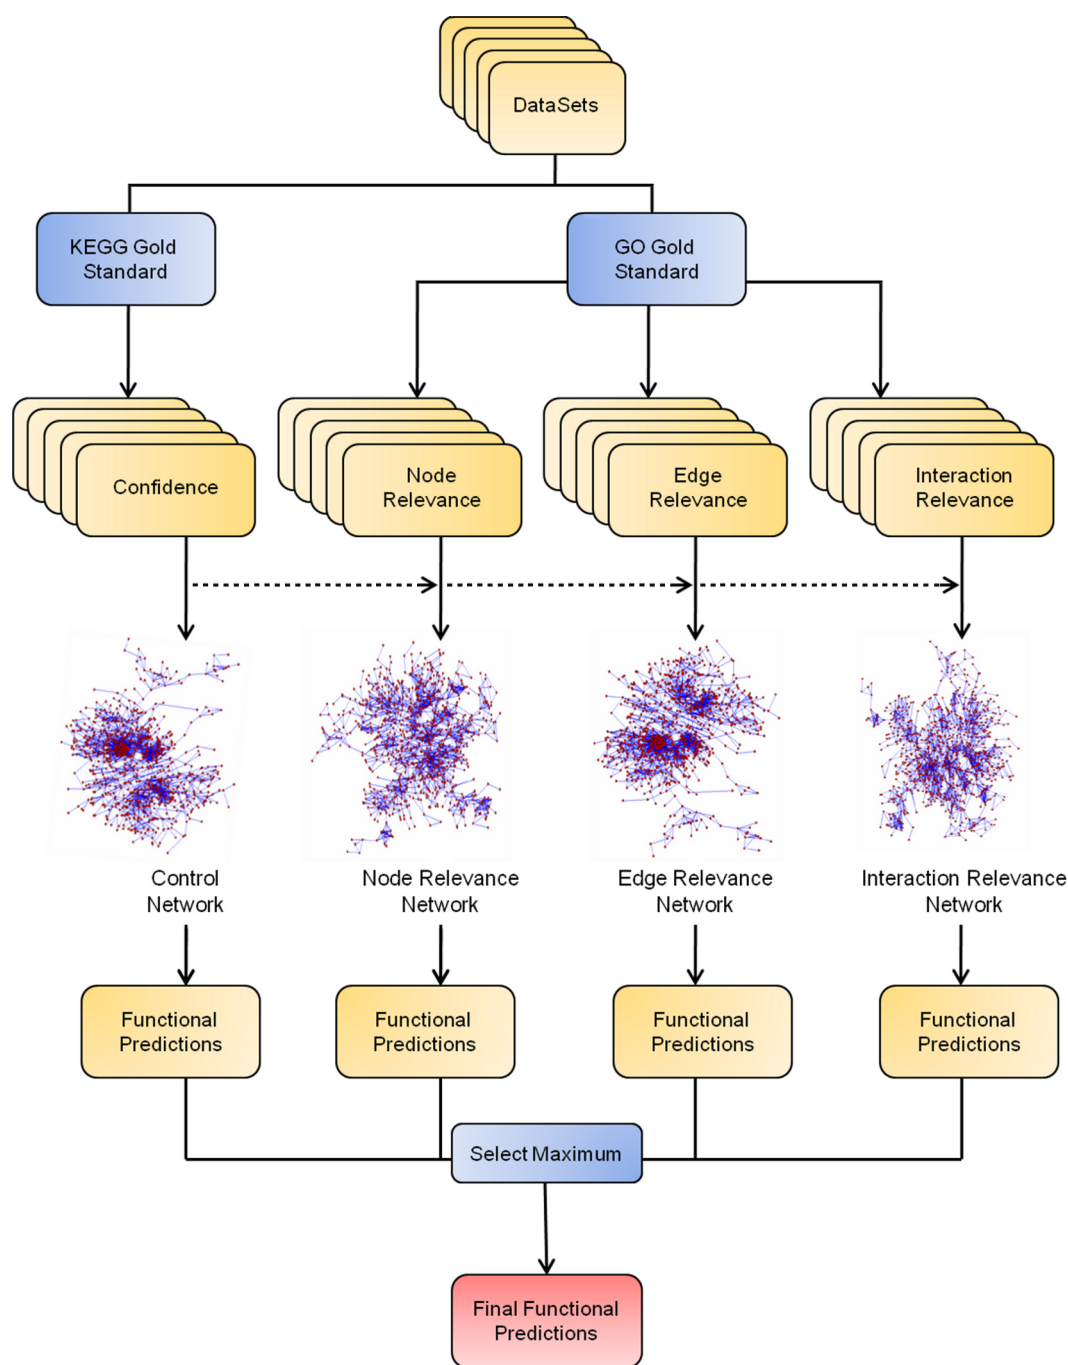 DataSets
KEGG Gold
Standard
GO Gold
Standard
Confidence
Node
Relevance
Edge
Relevance
Interaction
Relevance
Control
Network
Node Relevance
Network
Edge Relevance
Network
Interaction Relevance
Network
Functional
Predictions
Functional
Predictions
Functional
Predictions
Functional
Predictions
Select Maximum
Final Functional
Predictions